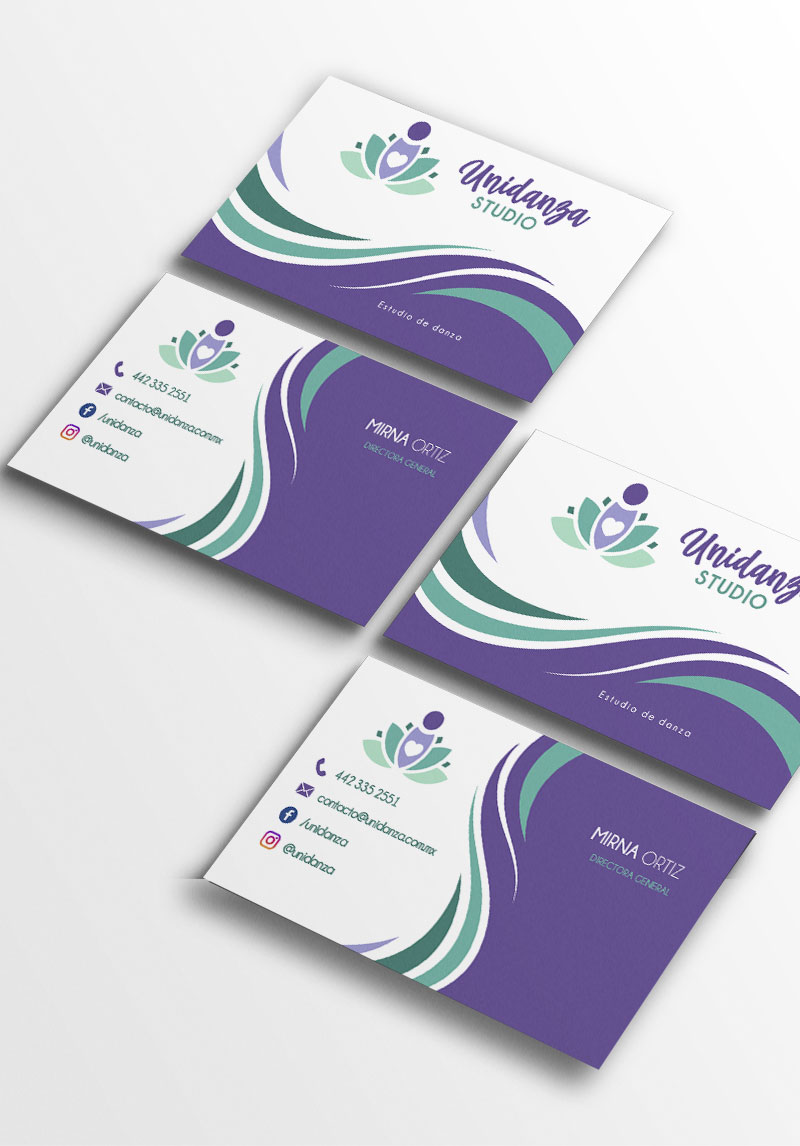 Unidanza
STUDIO
Estudio de danza
442 335 2551
contacto@unidanza.com.mx
/unidanza
@unidanza
MIRNA ORTIZ
DIRECTORA GENERAL
Unidanza
STUDIO
Estudio de danza
442 335 2551
contacto@unidanza.com.mx
/unidanza
@unidanza
MIRNA ORTIZ
DIRECTORA GENERAL